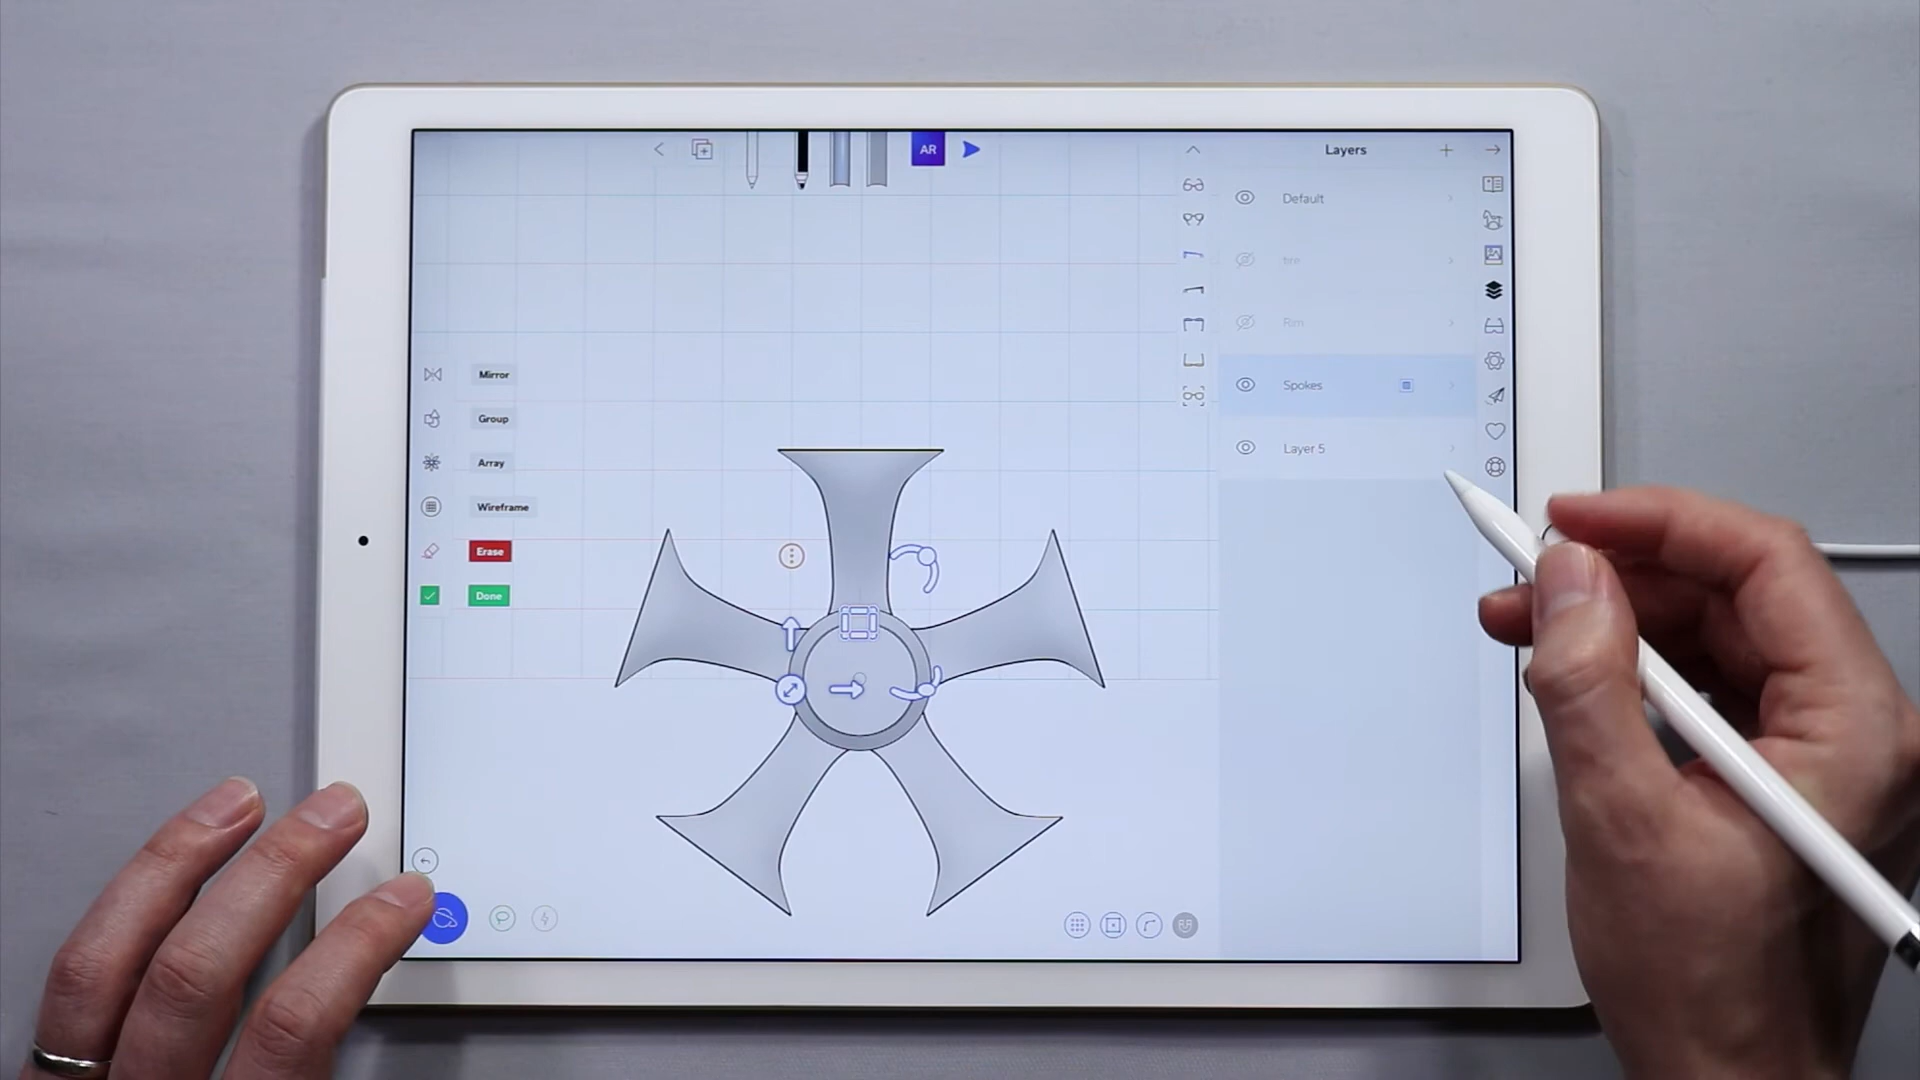 AR
Layers
Default
tire
Rim
Spokes
Layer 5
Mirror
Group
Array
Wireframe
Erase
Done